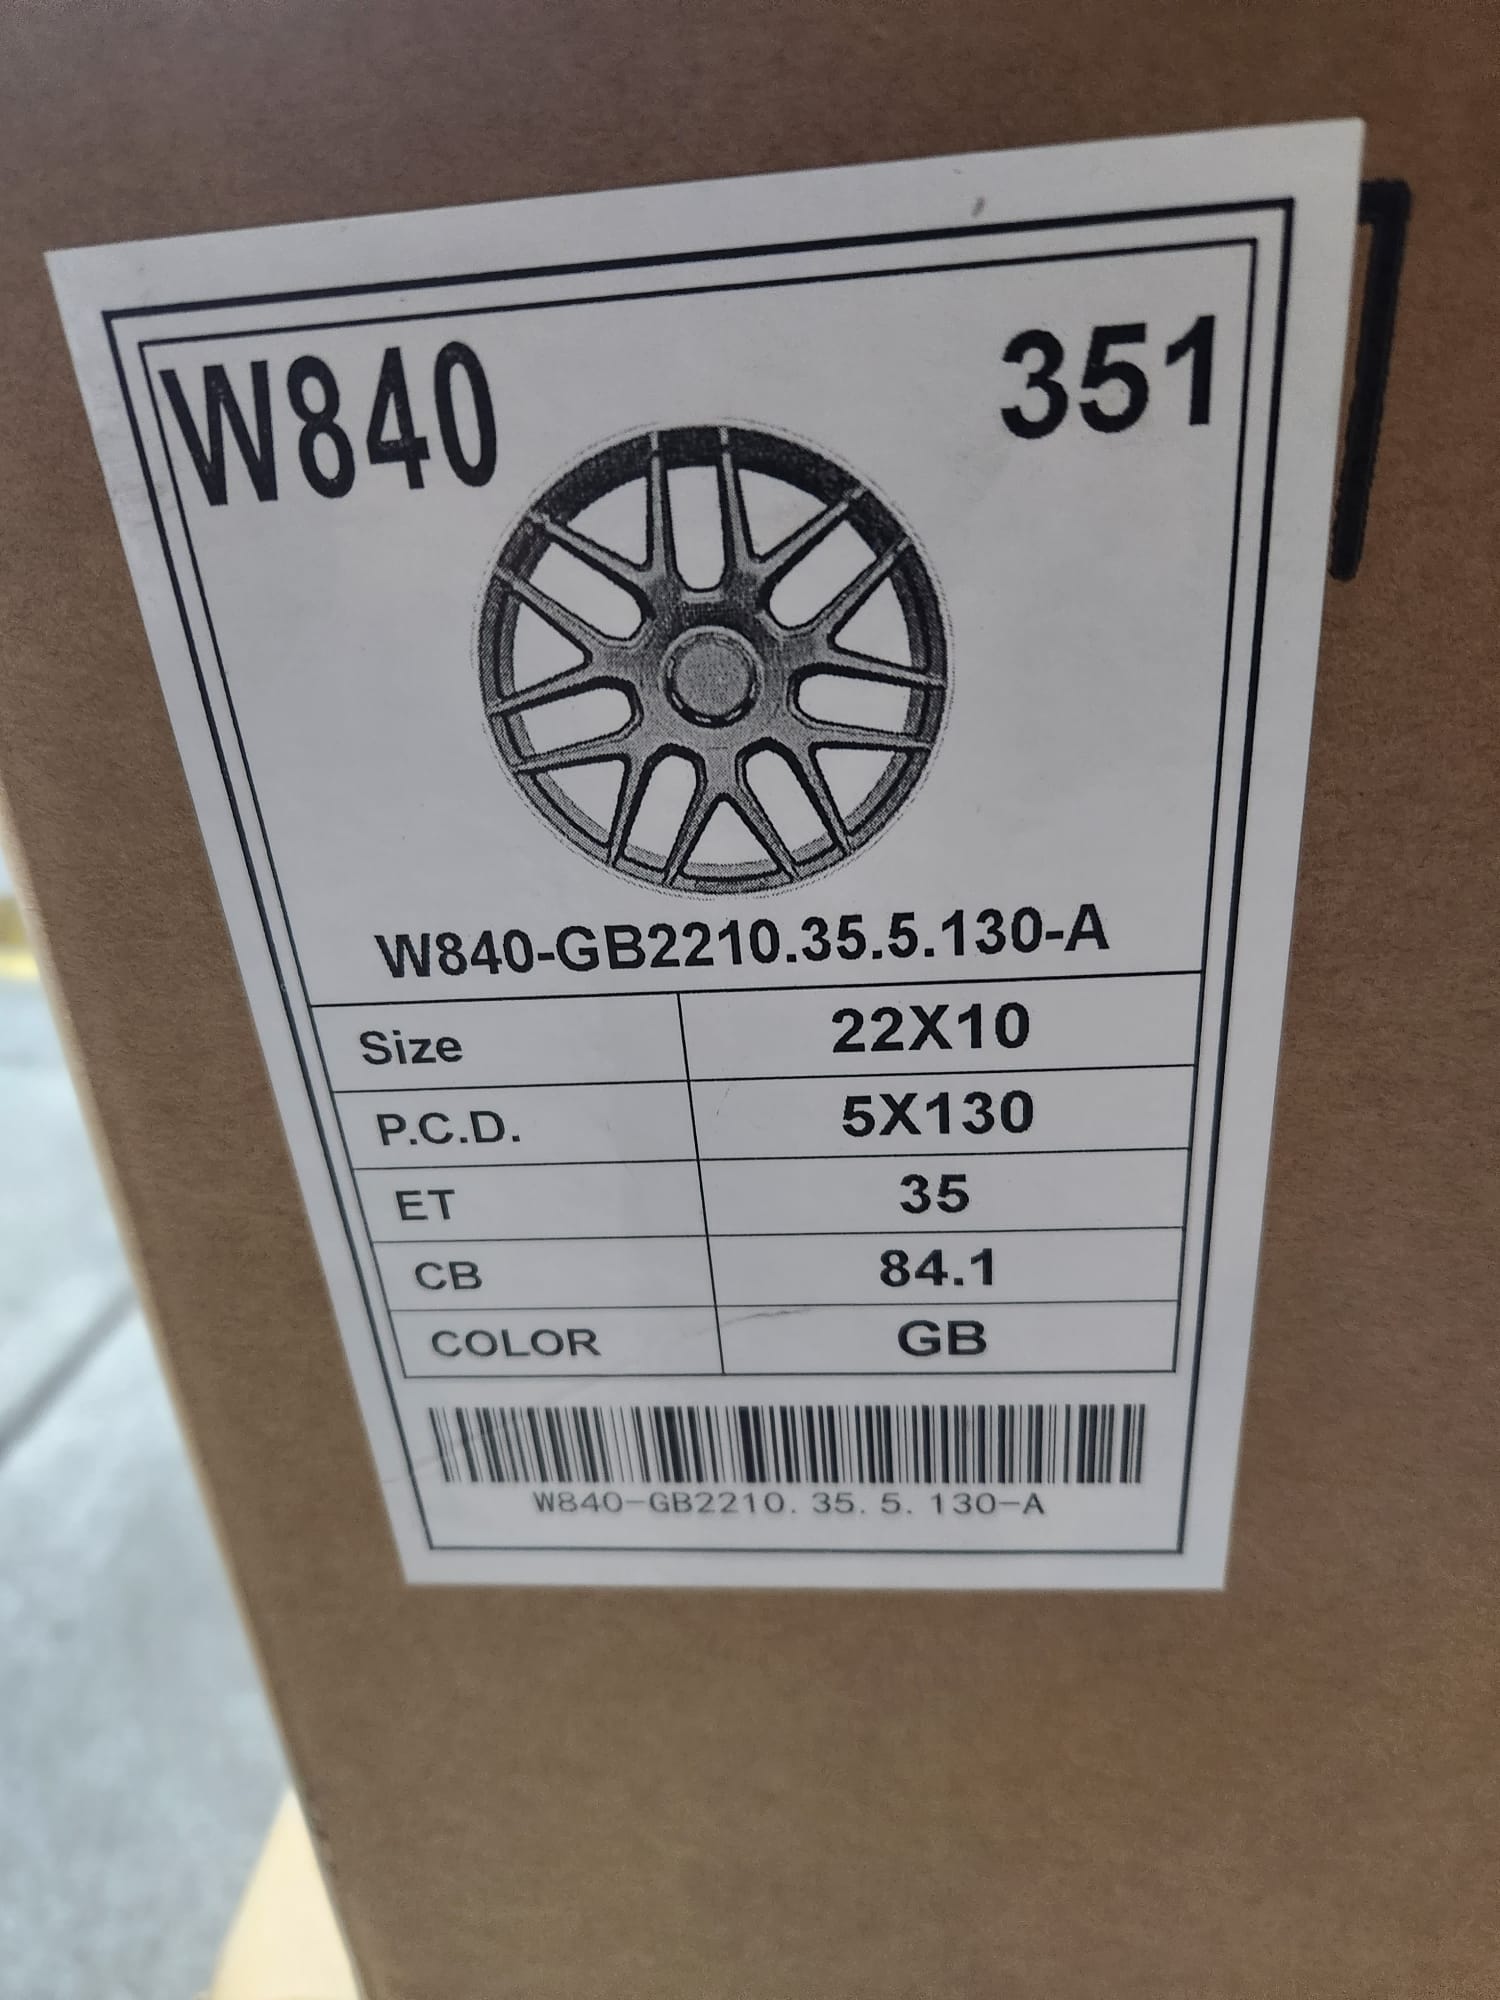 W840 351
W840-GB2210.35.5.130-A
Size 22X10
P.C.D. 5X130
ET 35
CB 84.1
COLOR GB
W840-GB2210. 35. 5. 130-A